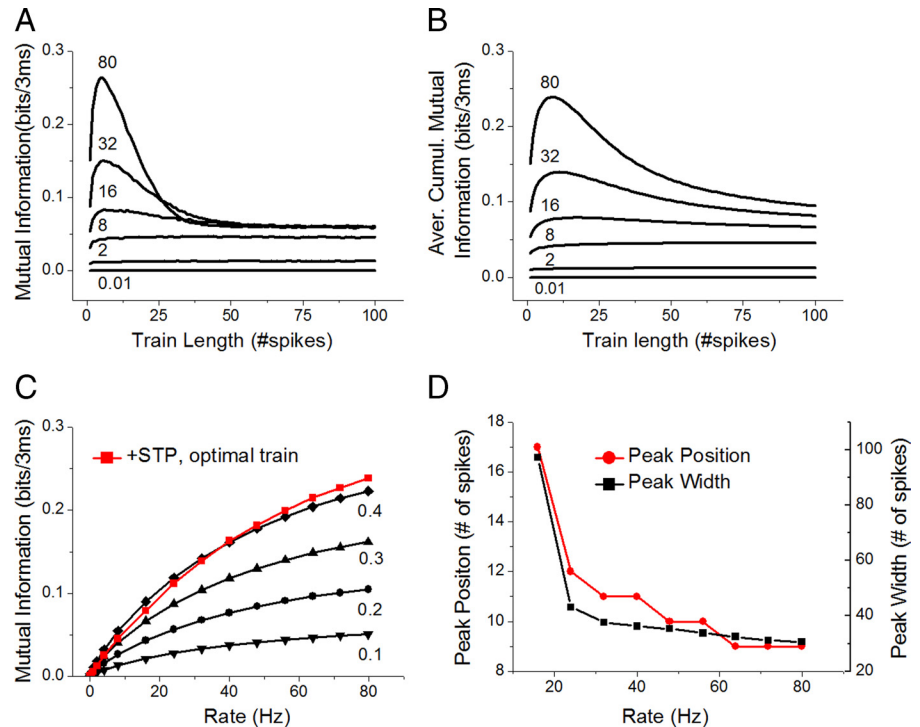 A
Mutual Information(bits/3ms)
0.3
0.2
0.1
0.0
80
32
16
8
2
0.01
0 25 50 75 100
Train Length (#spikes)
B
Aver. Cumul. Mutual
Information (bits/3ms)
0.3
0.2
0.1
0.0
80
32
16
8
2
0.01
0 25 50 75 100
Train length (#spikes)
C
Mutual Information (bits/3ms)
0.3
0.2
0.1
0.0
+STP, optimal train
0.4
0.3
0.2
0.1
0 20 40 60 80
Rate (Hz)
D
Peak Positon (# of spikes)
18
16
14
12
10
8
Peak Position
Peak Width
100
80
60
40
20
Peak Width (# of spikes)
20 40 60 80
Rate (Hz)